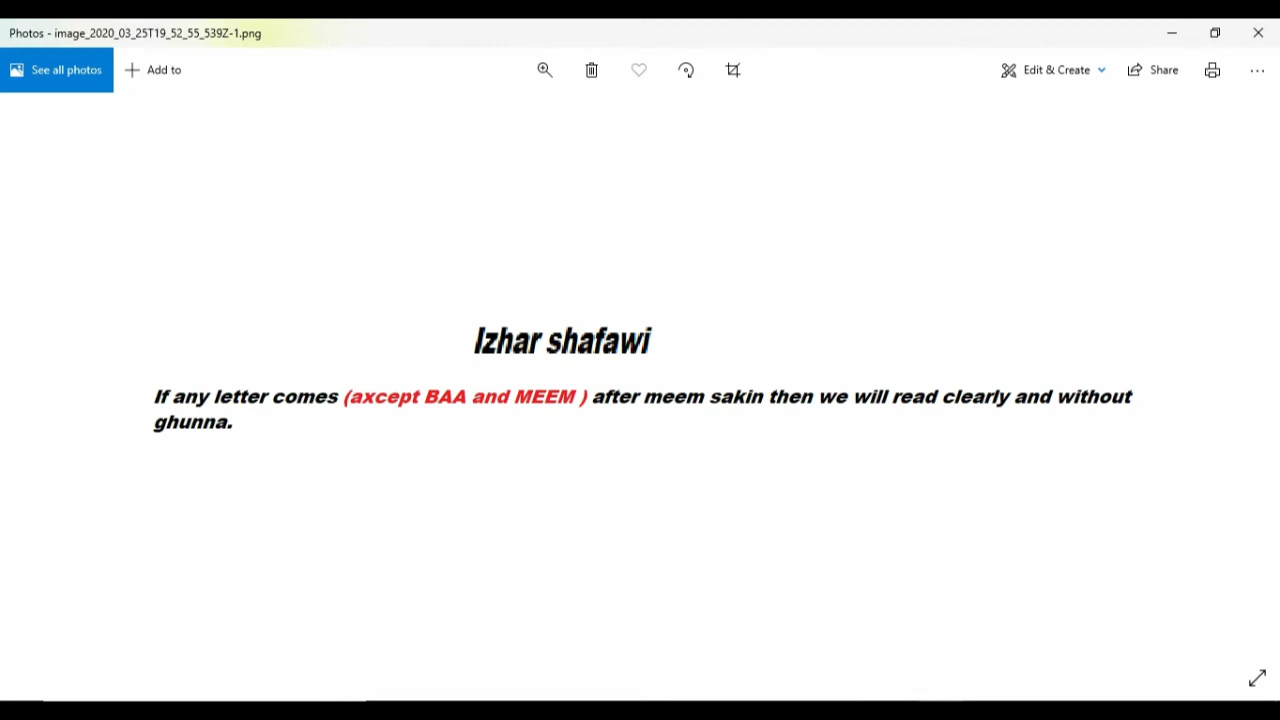 Photos - image_2020_03_25T19_52_55_539Z-1.png
See all photos
Add to
Edit & Create
Share
Izhar shafawi
If any letter comes (axcept BAA and MEEM ) after meem sakin then we will read clearly and without
ghunna.